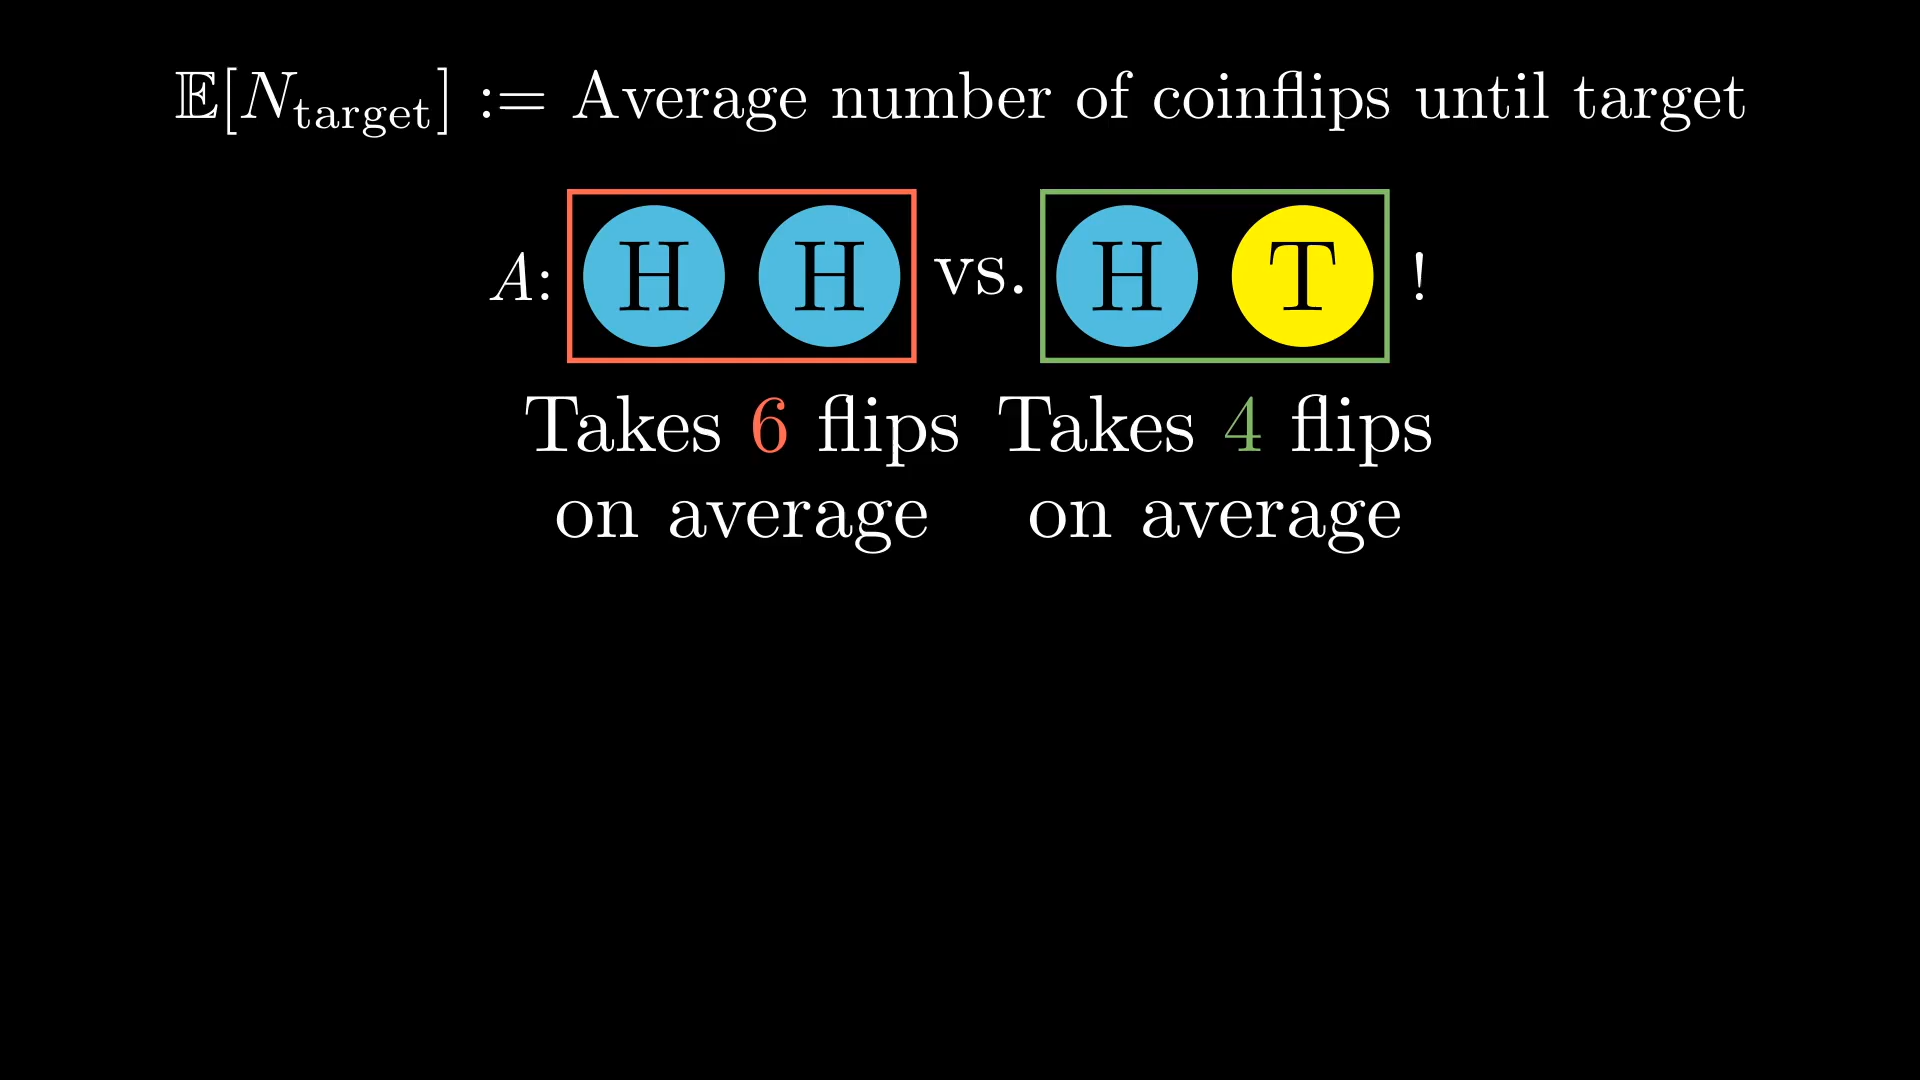 𝔼[N_target] := Average number of coinflips until target
A: H H vs. H T !
Takes 6 flips Takes 4 flips
on average on average